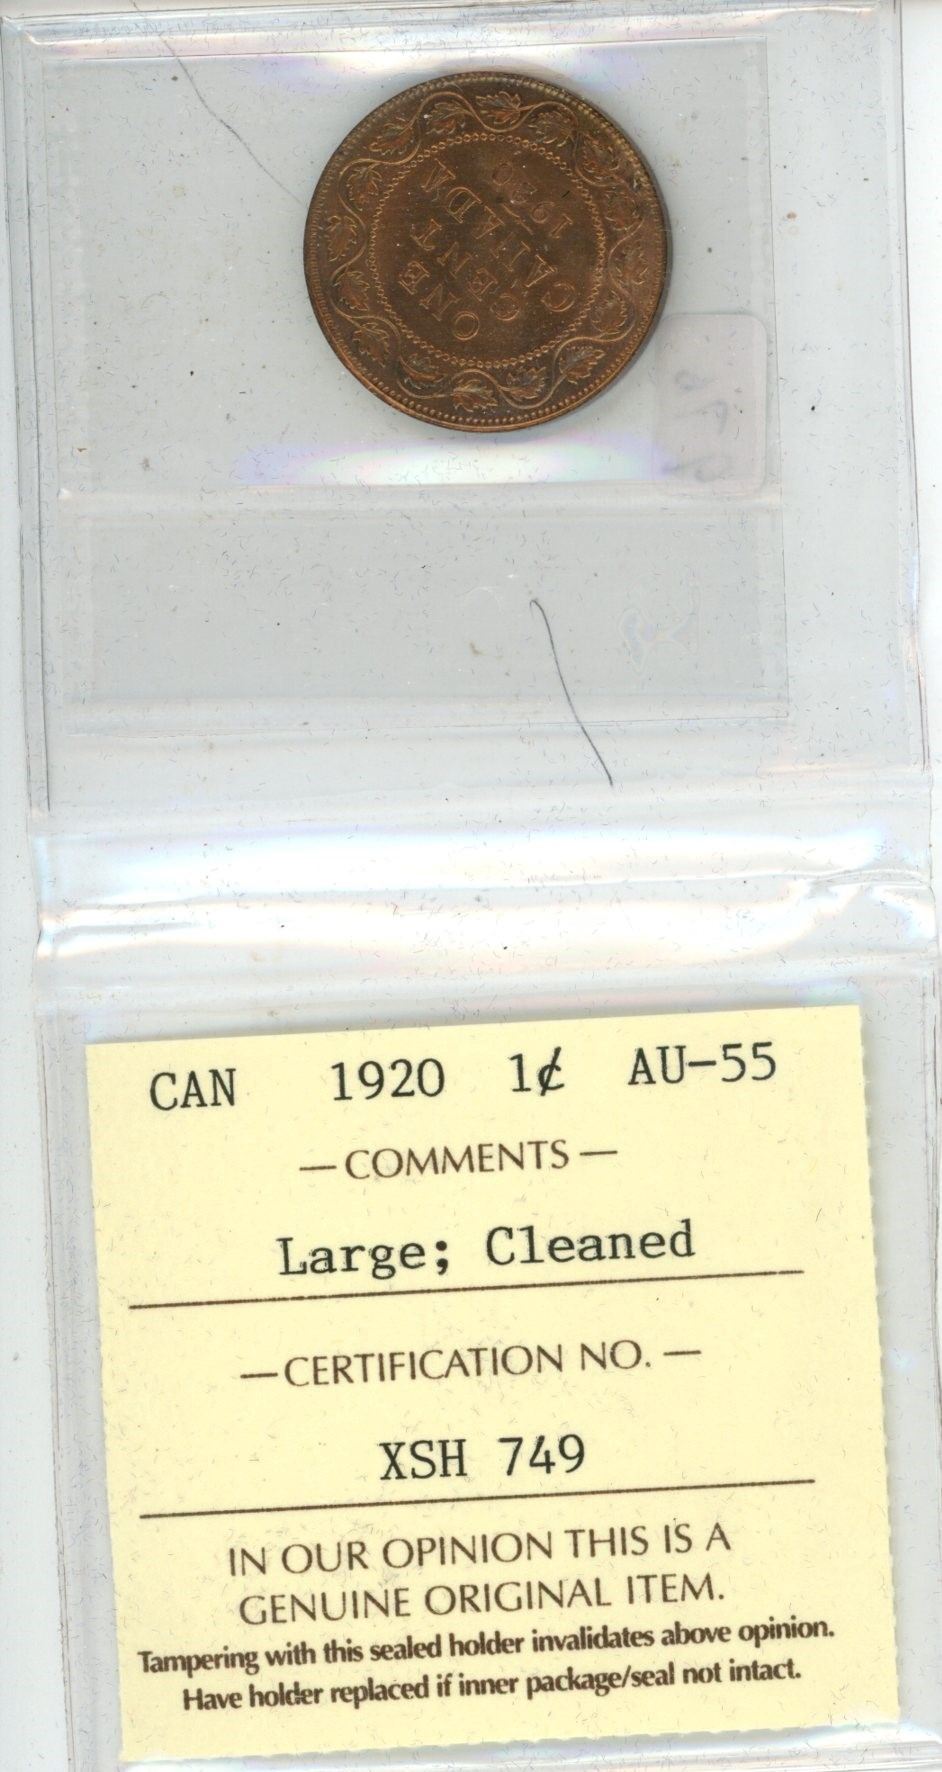 ONE
CENT
CANADA
1920
CAN 1920 1¢ AU-55
—COMMENTS—
Large; Cleaned
—CERTIFICATION NO.—
XSH 749
IN OUR OPINION THIS IS A
GENUINE ORIGINAL ITEM.
Tampering with this sealed holder invalidates above opinion.
Have holder replaced if inner package/seal not intact.